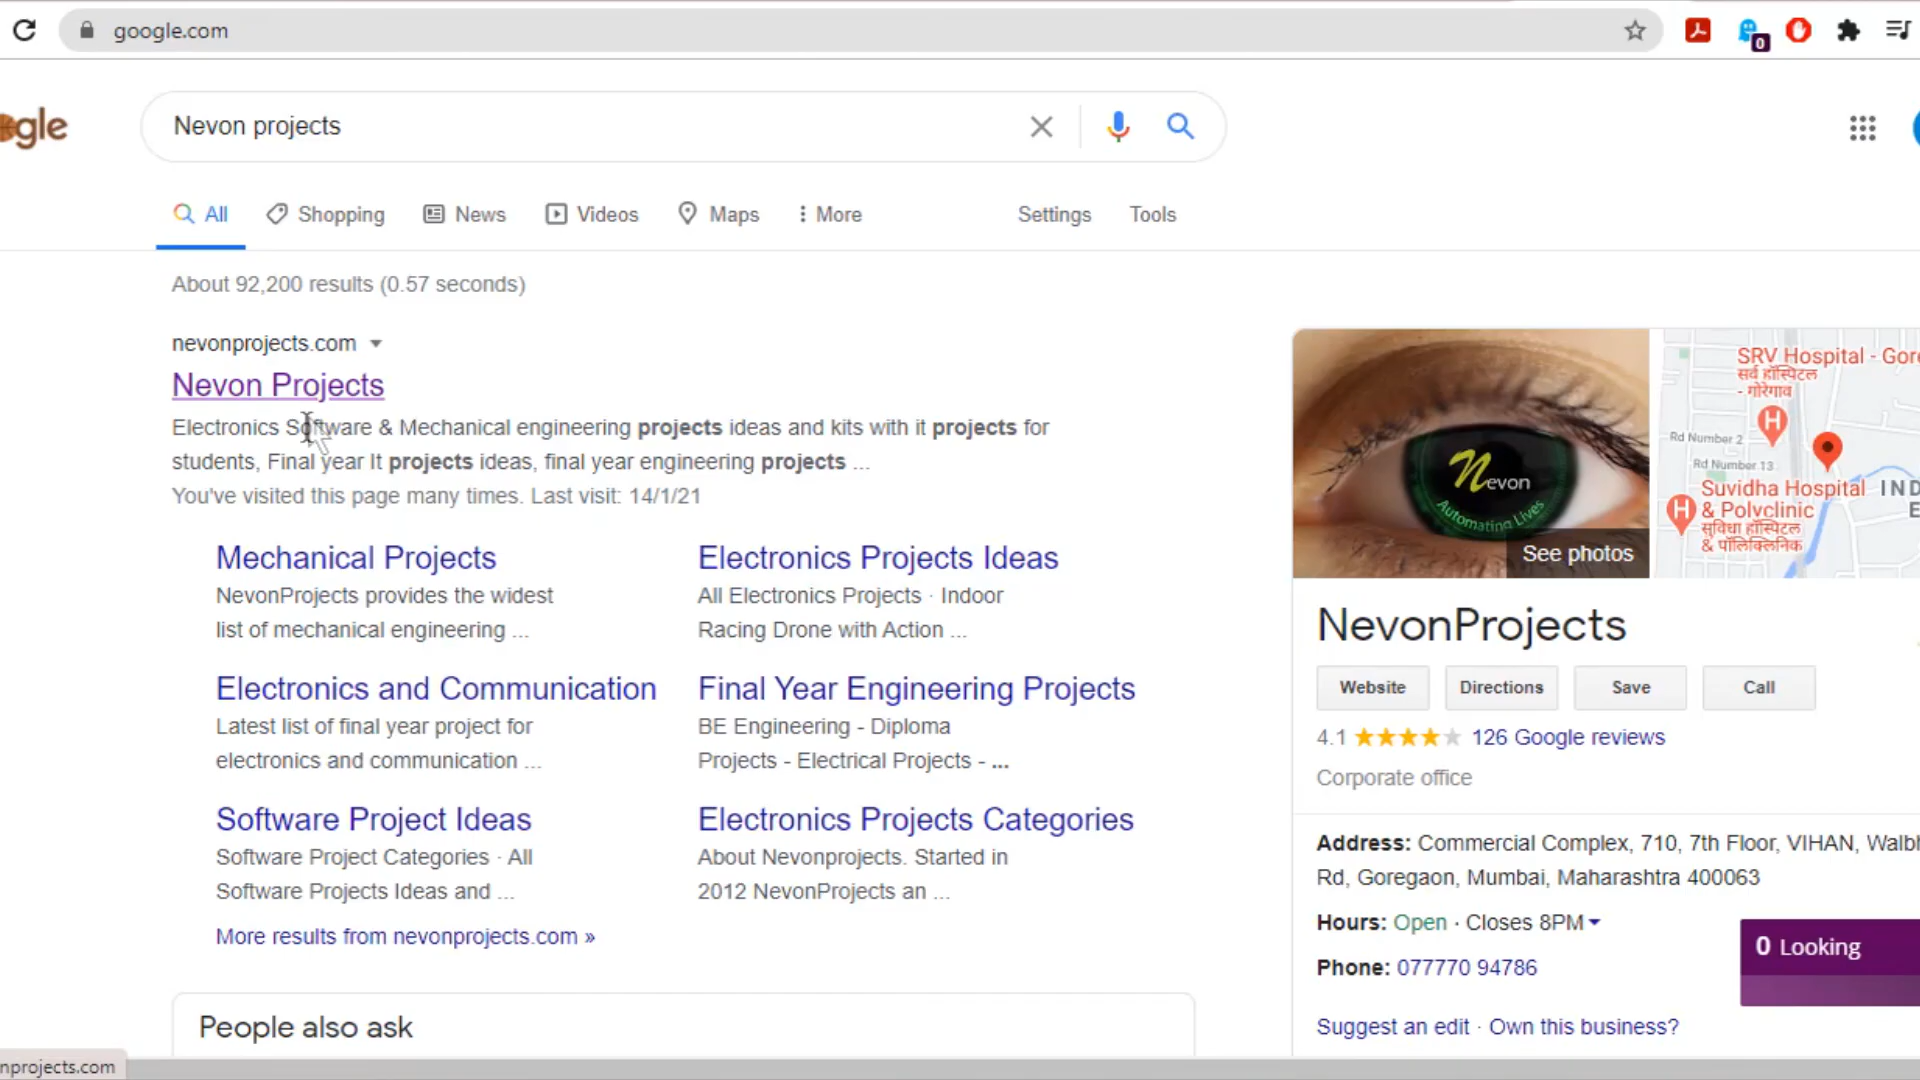 google.com
0
gle
Nevon projects
All
Shopping
News
Videos
Maps
More
Settings
Tools
About 92,200 results (0.57 seconds)
nevonprojects.com
Nevon Projects
Electronics Software & Mechanical engineering projects ideas and kits with it projects for
students, Final year It projects ideas, final year engineering projects ...
You've visited this page many times. Last visit: 14/1/21
Mechanical Projects
NevonProjects provides the widest
list of mechanical engineering ...
Electronics Projects Ideas
All Electronics Projects · Indoor
Racing Drone with Action ...
Electronics and Communication
Latest list of final year project for
electronics and communication ...
Final Year Engineering Projects
BE Engineering - Diploma
Projects - Electrical Projects - ...
Software Project Ideas
Software Project Categories · All
Software Projects Ideas and ...
Electronics Projects Categories
About Nevonprojects. Started in
2012 NevonProjects an ...
More results from nevonprojects.com »
People also ask
nprojects.com
Nevon
Automating Lives
See photos
SRV Hospital - Gore
सर्व हॉस्पिटल
- गोरेगाव
Rd Number 2
Rd Number 13
Suvidha Hospital
& Polyclinic
सुविधा हॉस्पिटल
& पॉलिक्लिनिक
IND
E
NevonProjects
Website
Directions
Save
Call
4.1
126 Google reviews
Corporate office
Address: Commercial Complex, 710, 7th Floor, VIHAN, Walbh
Rd, Goregaon, Mumbai, Maharashtra 400063
Hours: Open · Closes 8PM
Phone: 077770 94786
0 Looking
Suggest an edit · Own this business?